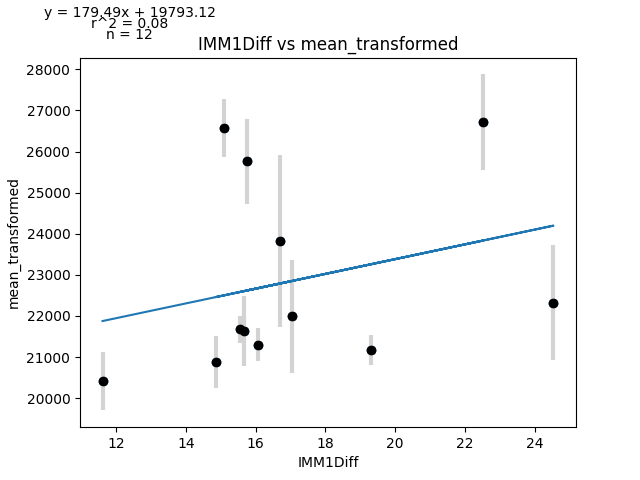 y = 179.49x + 19793.12
r^2 = 0.08
n = 12
IMM1Diff vs mean_transformed
28000
27000
26000
25000
24000
23000
22000
21000
20000
mean_transformed
12 14 16 18 20 22 24
IMM1Diff